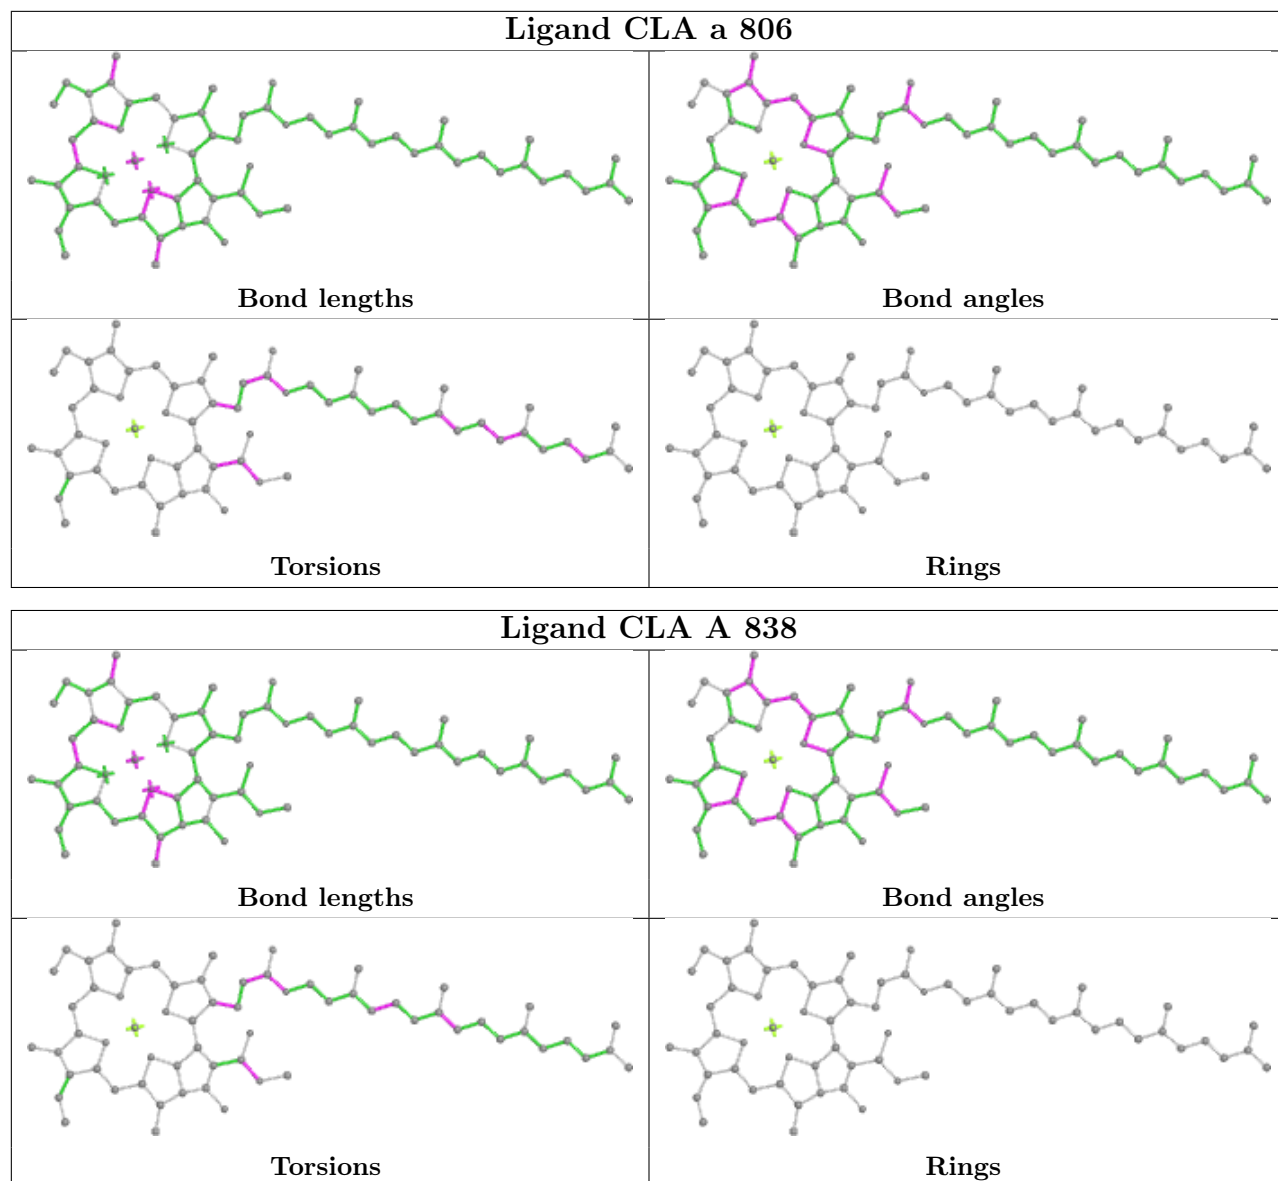 Ligand CLA a 806
Bond lengths
Bond angles
Torsions
Rings
Ligand CLA A 838
Bond lengths
Bond angles
Torsions
Rings